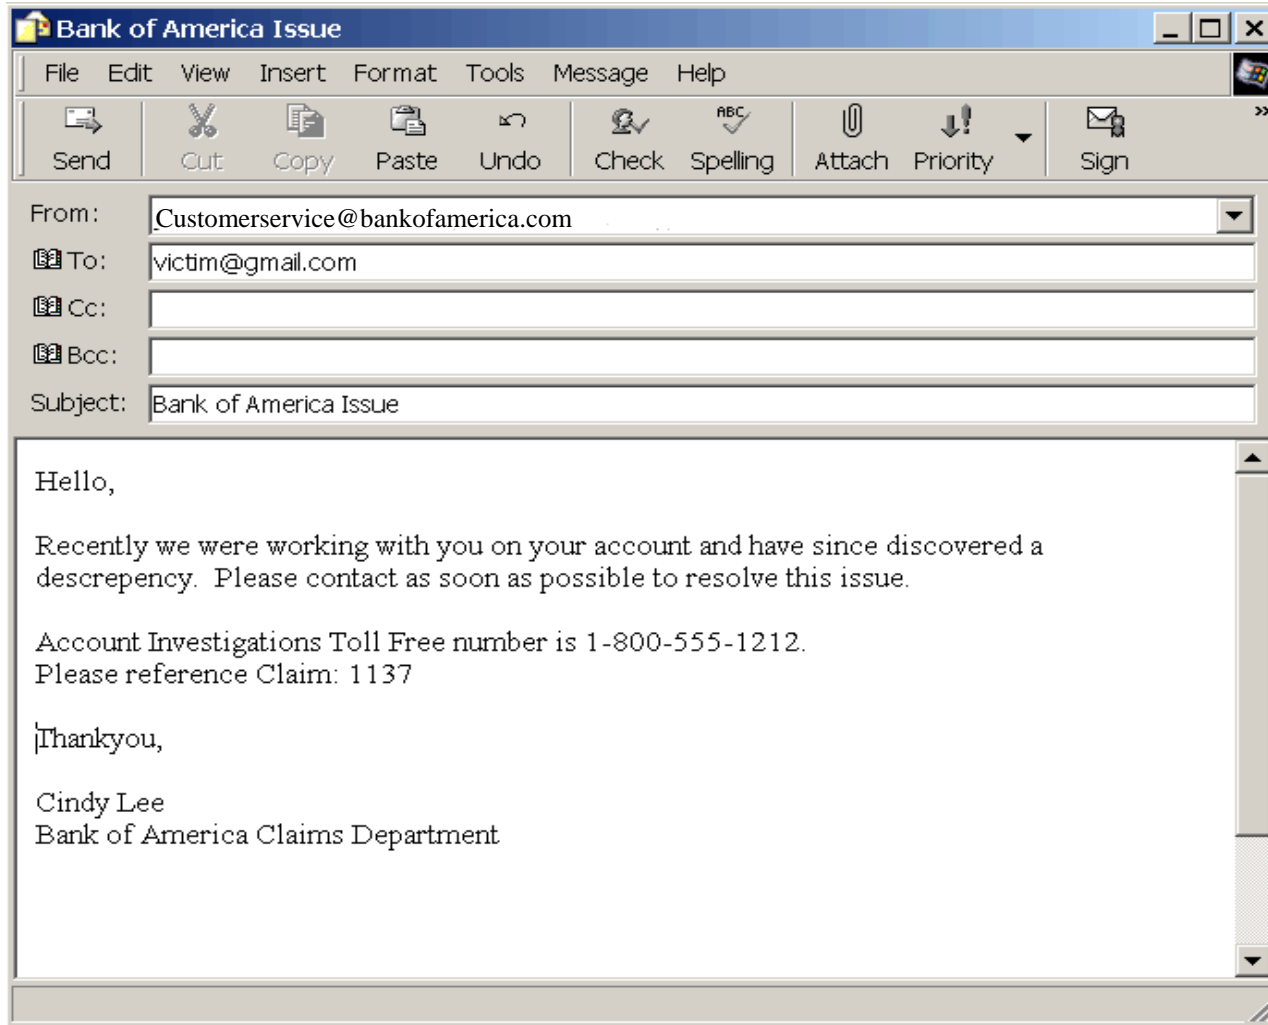 Bank of America Issue
File Edit View Insert Format Tools Message Help
ABC
Send Cut Copy Paste Undo Check Spelling Attach Priority Sign
From: Customerservice@bankofamerica.com
To: victim@gmail.com
Cc:
Bcc:
Subject: Bank of America Issue
Hello,
Recently we were working with you on your account and have since discovered a
descrepency. Please contact as soon as possible to resolve this issue.
Account Investigations Toll Free number is 1-800-555-1212.
Please reference Claim: 1137
Thankyou,
Cindy Lee
Bank of America Claims Department